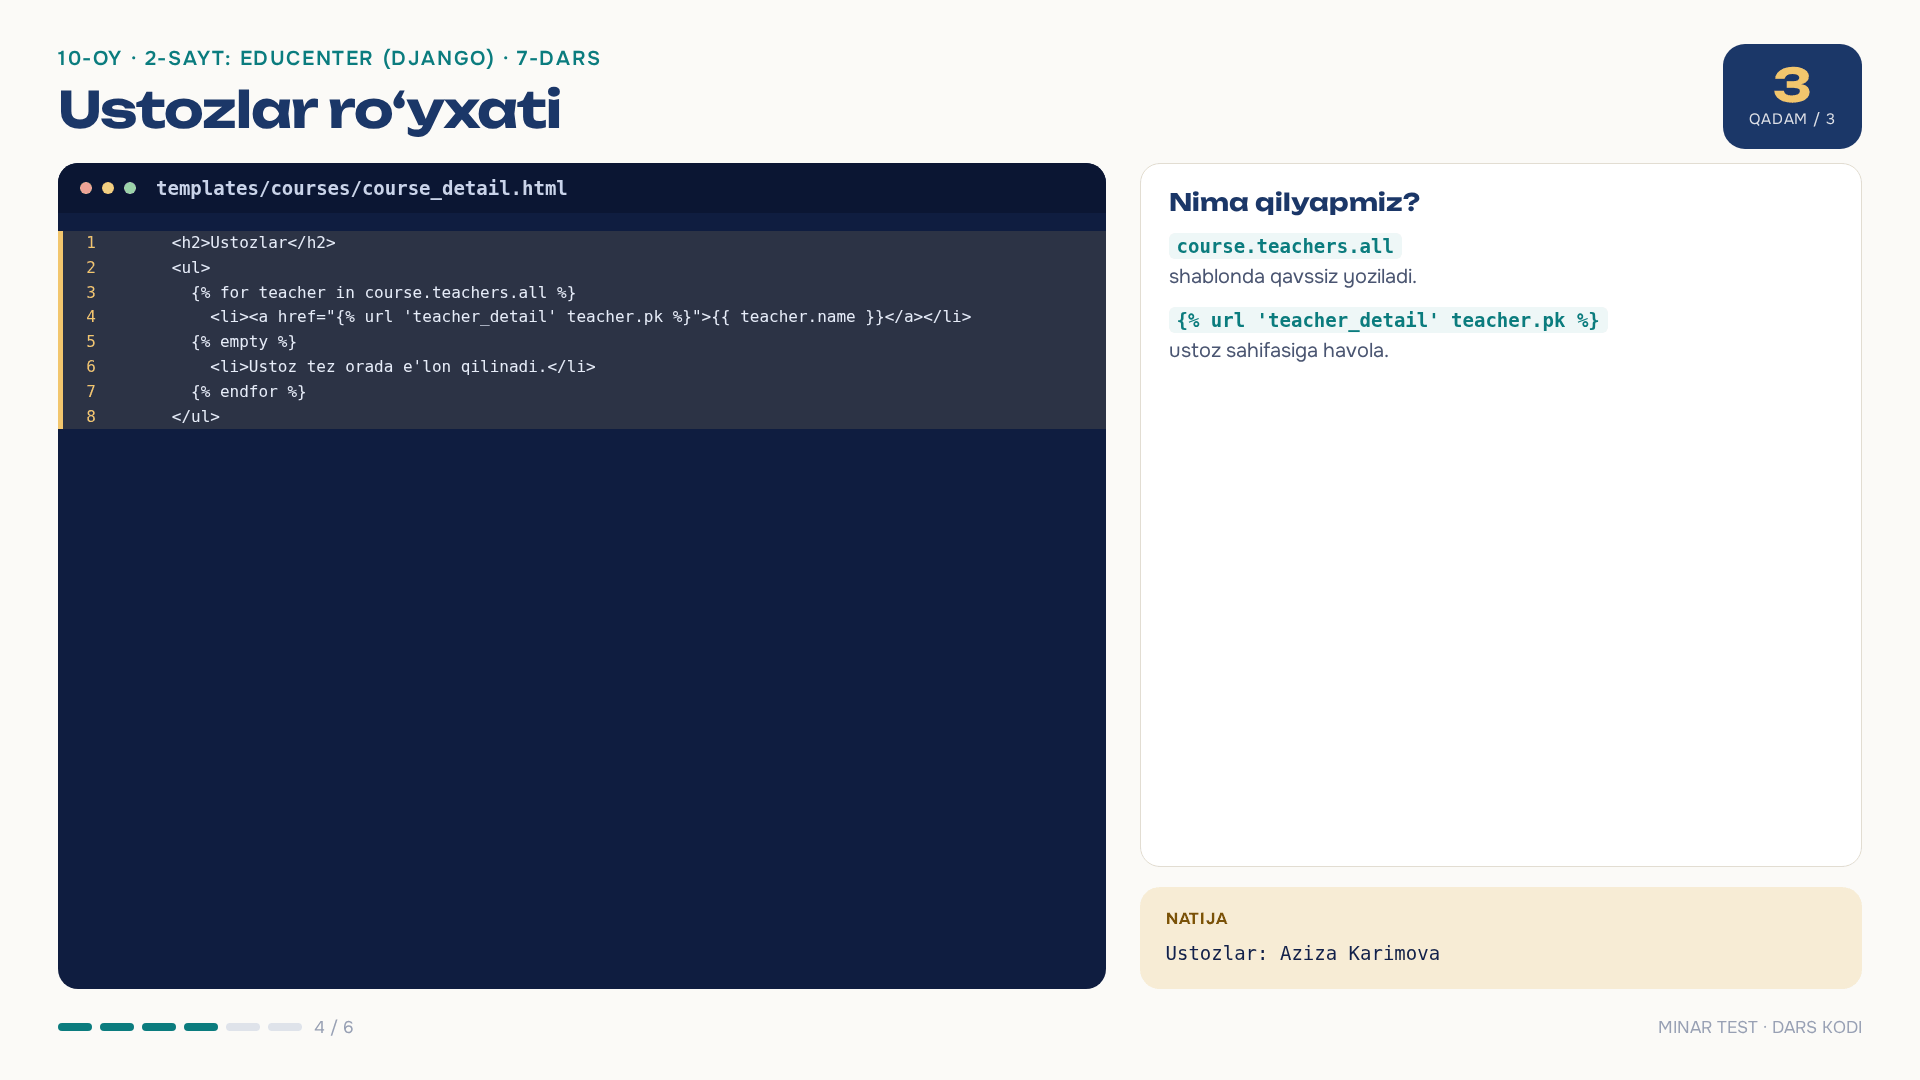 10-OY · 2-SAYT: EDUCENTER (DJANGO) · 7-DARS
Ustozlar ro‘yxati
3
QADAM / 3
templates/courses/course_detail.html
1 <h2>Ustozlar</h2>
2 <ul>
3 {% for teacher in course.teachers.all %}
4 <li><a href="{% url 'teacher_detail' teacher.pk %}">{{ teacher.name }}</a></li>
5 {% empty %}
6 <li>Ustoz tez orada e'lon qilinadi.</li>
7 {% endfor %}
8 </ul>
Nima qilyapmiz?
course.teachers.all
shablonda qavssiz yoziladi.
{% url 'teacher_detail' teacher.pk %}
ustoz sahifasiga havola.
NATIJA
Ustozlar: Aziza Karimova
4 / 6
MINAR TEST · DARS KODI